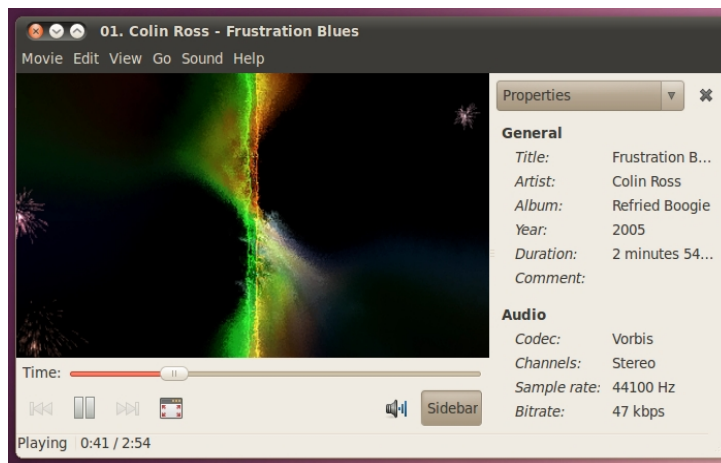 01. Colin Ross - Frustration Blues
Movie Edit View Go Sound Help
Properties
General
Title: Frustration B...
Artist: Colin Ross
Album: Refried Boogie
Year: 2005
Duration: 2 minutes 54...
Comment:
Audio
Codec: Vorbis
Channels: Stereo
Sample rate: 44100 Hz
Bitrate: 47 kbps
Time:
Sidebar
Playing 0:41 / 2:54